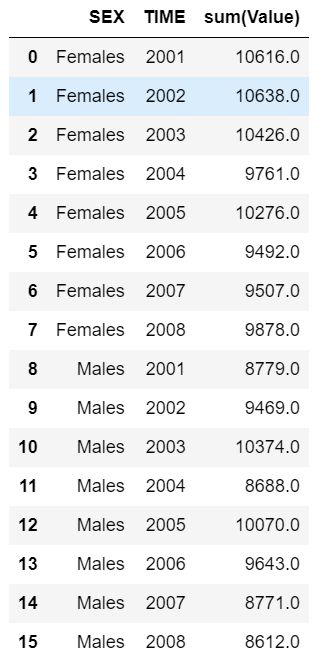 SEX TIME sum(Value)
0 Females 2001 10616.0
1 Females 2002 10638.0
2 Females 2003 10426.0
3 Females 2004 9761.0
4 Females 2005 10276.0
5 Females 2006 9492.0
6 Females 2007 9507.0
7 Females 2008 9878.0
8 Males 2001 8779.0
9 Males 2002 9469.0
10 Males 2003 10374.0
11 Males 2004 8688.0
12 Males 2005 10070.0
13 Males 2006 9643.0
14 Males 2007 8771.0
15 Males 2008 8612.0